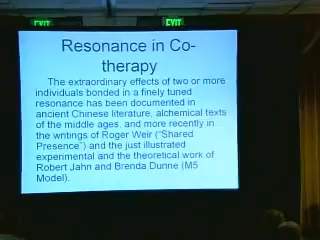 EXIT EXIT
Resonance in Co-
therapy
The extraordinary effects of two or more
individuals bonded in a finely tuned
resonance has been documented in
ancient Chinese literature, alchemical texts
of the middle ages, and more recently in
the writings of Roger Weir ("Shared
Presence") and the just illustrated
experimental and the theoretical work of
Robert Jahn and Brenda Dunne (M5
Model).